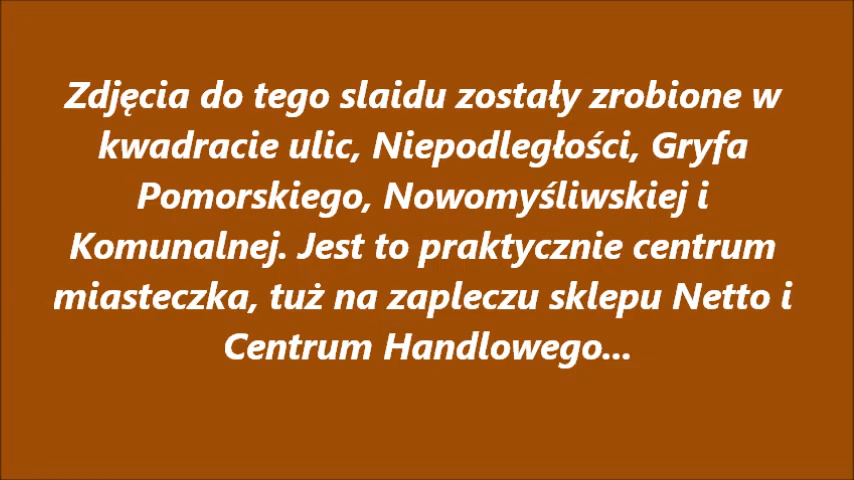 Zdjęcia do tego slaidu zostały zrobione w
kwadracie ulic, Niepodległości, Gryfa
Pomorskiego, Nowomyśliwskiej i
Komunalnej. Jest to praktycznie centrum
miasteczka, tuż na zapleczu sklepu Netto i
Centrum Handlowego...